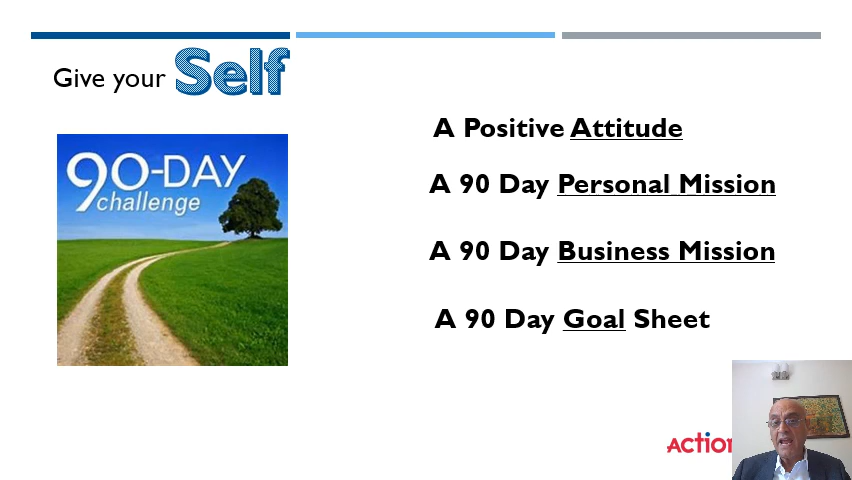 Give your Self
90-DAY
challenge
A Positive Attitude
A 90 Day Personal Mission
A 90 Day Business Mission
A 90 Day Goal Sheet